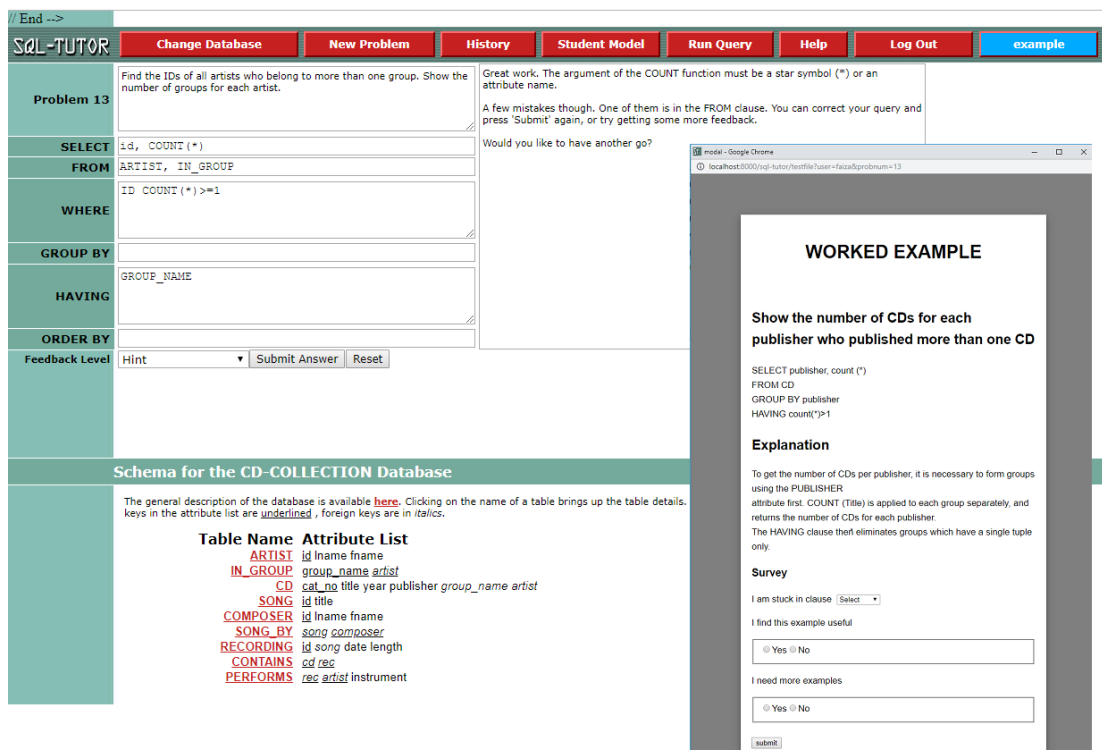 // End -->
SQL-TUTOR Change Database New Problem History Student Model Run Query Help Log Out example
Problem 13
Find the IDs of all artists who belong to more than one group. Show the
number of groups for each artist.
SELECT id, COUNT(*)
FROM ARTIST, IN_GROUP
WHERE ID COUNT(*)>=1
GROUP BY
HAVING GROUP_NAME
ORDER BY
Feedback Level Hint Submit Answer Reset
Great work. The argument of the COUNT function must be a star symbol (*) or an
attribute name.
A few mistakes though. One of them is in the FROM clause. You can correct your query and
press 'Submit' again, or try getting some more feedback.
Would you like to have another go?
Schema for the CD-COLLECTION Database
The general description of the database is available here. Clicking on the name of a table brings up the table details.
keys in the attribute list are underlined , foreign keys are in italics.
Table Name Attribute List
ARTIST id lname fname
IN_GROUP group_name artist
CD cat_no title year publisher group_name artist
SONG id title
COMPOSER id lname fname
SONG_BY song composer
RECORDING id song date length
CONTAINS cd rec
PERFORMS rec artist instrument
modal - Google Chrome
localhost:8000/sql-tutor/testfile?user=faiza&probnum=13
WORKED EXAMPLE
Show the number of CDs for each
publisher who published more than one CD
SELECT publisher, count (*)
FROM CD
GROUP BY publisher
HAVING count(*)>1
Explanation
To get the number of CDs per publisher, it is necessary to form groups
using the PUBLISHER
attribute first. COUNT (Title) is applied to each group separately, and
returns the number of CDs for each publisher.
The HAVING clause then eliminates groups which have a single tuple
only.
Survey
I am stuck in clause Select
I find this example useful
Yes No
I need more examples
Yes No
submit